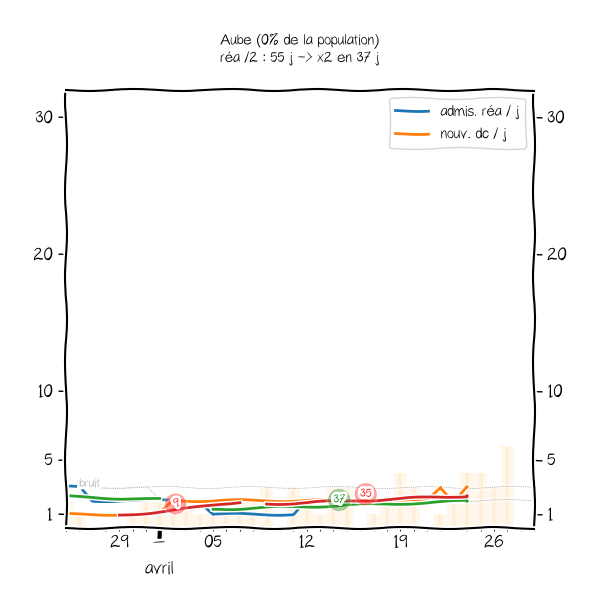 Aube (0% de la population)
réa /2 : 55 j -> x2 en 37 j
admis. réa / j
nouv. dc / j
30 30
20 20
10 10
5 5
bruit
9 37 35
1 1
29 1 05 12 19 26
avril